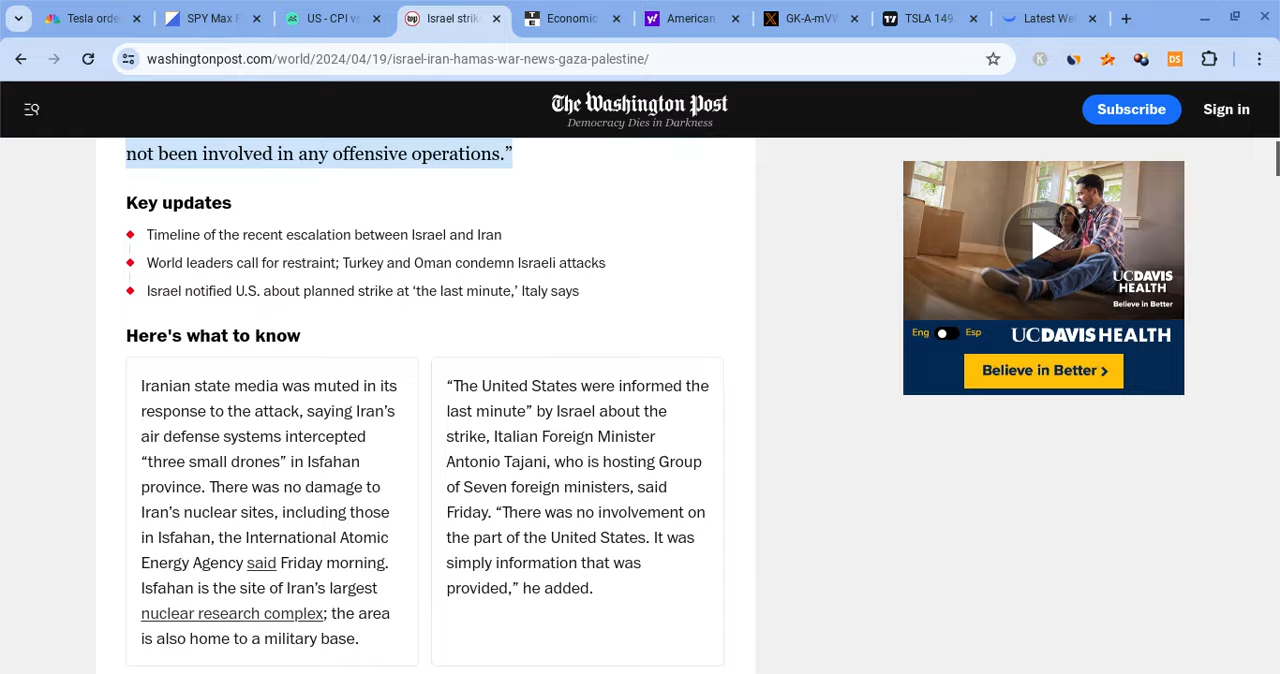 Tesla orde
SPY Max F
US - CPI v
Israel strik
Economic
American
GK-A-mV
TSLA 149
Latest We
washingtonpost.com/world/2024/04/19/israel-iran-hamas-war-news-gaza-palestine/
K
DS
The Washington Post
Democracy Dies in Darkness
Subscribe
Sign in
not been involved in any offensive operations.”
Key updates
Timeline of the recent escalation between Israel and Iran
World leaders call for restraint; Turkey and Oman condemn Israeli attacks
Israel notified U.S. about planned strike at ‘the last minute,’ Italy says
Here's what to know
Iranian state media was muted in its
response to the attack, saying Iran’s
air defense systems intercepted
“three small drones” in Isfahan
province. There was no damage to
Iran’s nuclear sites, including those
in Isfahan, the International Atomic
Energy Agency said Friday morning.
Isfahan is the site of Iran’s largest
nuclear research complex; the area
is also home to a military base.
“The United States were informed the
last minute” by Israel about the
strike, Italian Foreign Minister
Antonio Tajani, who is hosting Group
of Seven foreign ministers, said
Friday. “There was no involvement on
the part of the United States. It was
simply information that was
provided,” he added.
UCDAVIS
HEALTH
Believe in Better
Eng Esp
UCDAVIS HEALTH
Believe in Better >